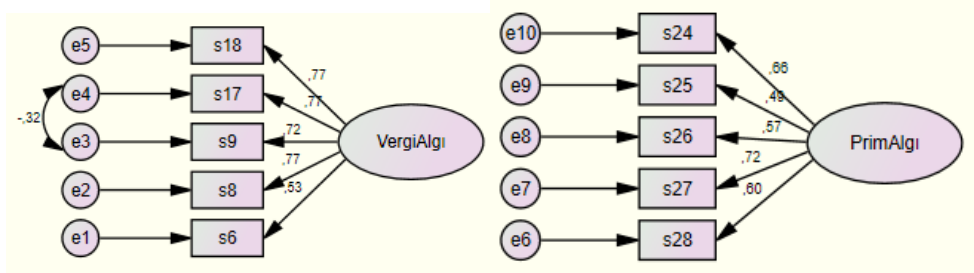 e5 s18 ,77
e4 s17 ,77
-,32
e3 s9 ,72
VergiAlgı
e2 s8 ,77
,53
e1 s6
e10 s24 ,66
e9 s25 ,49
e8 s26 ,57
PrimAlgı
e7 s27 ,72
,60
e6 s28